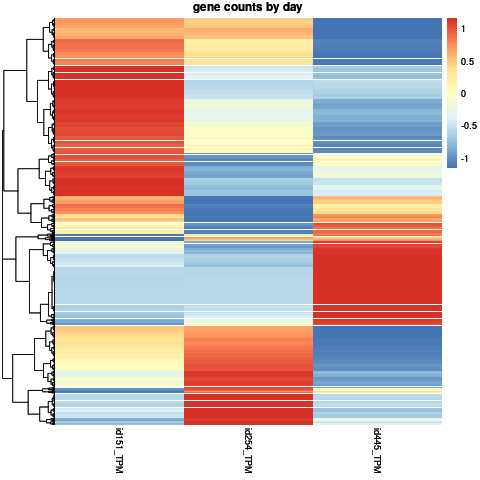 gene counts by day
1
0.5
0
-0.5
-1
id151_TPM
id254_TPM
id445_TPM